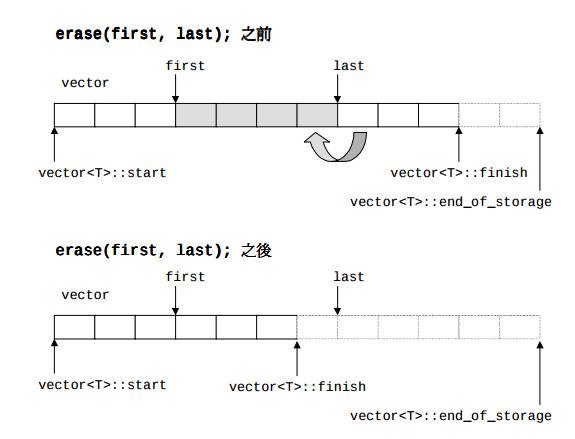 erase(first, last); 之前
first last
vector
vector<T>::start vector<T>::finish
vector<T>::end_of_storage
erase(first, last); 之後
first last
vector
vector<T>::start vector<T>::finish
vector<T>::end_of_storage